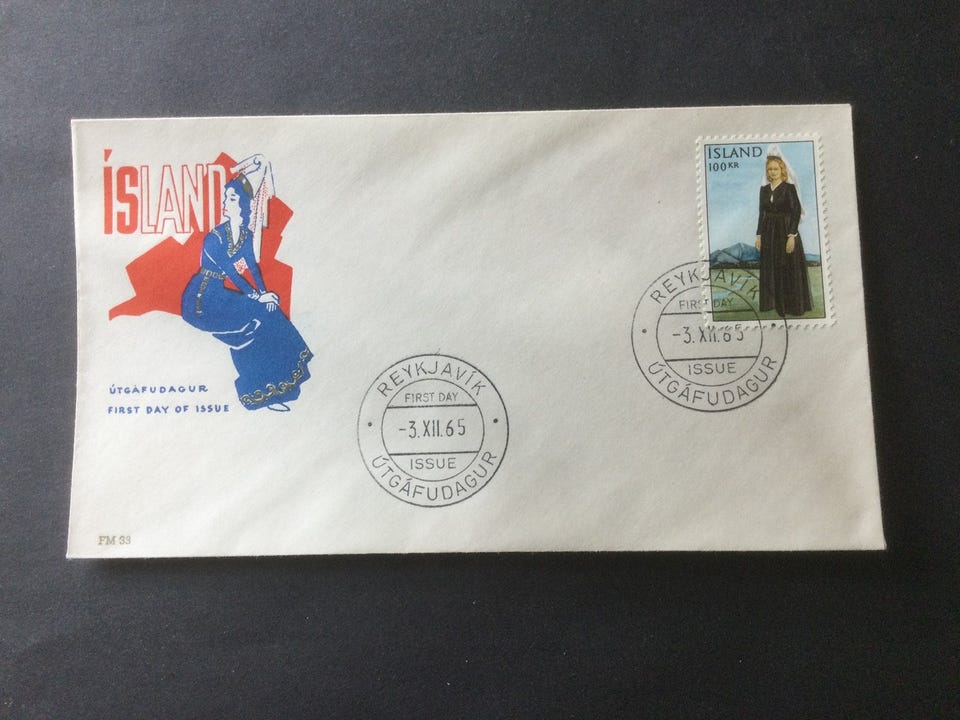 ÍSLAND
ÚTGÁFUDAGUR
FIRST DAY OF ISSUE
FM 33
REYKJAVÍK
FIRST DAY
-3.XII.65
ISSUE
ÚTGÁFUDAGUR
ÍSLAND
100 KR
REYKJAVÍK
FIRST DAY
-3.XII.65
ISSUE
ÚTGÁFUDAGUR